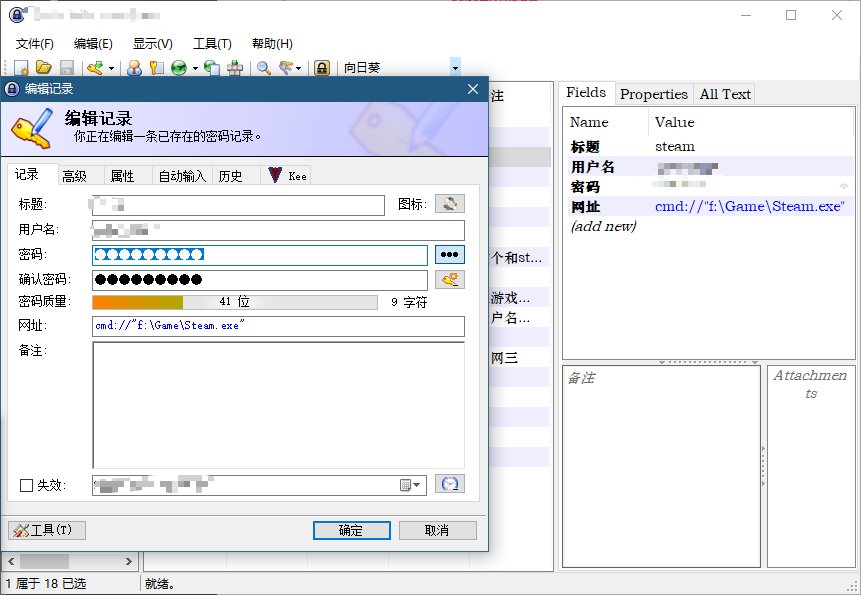 文件(F) 编辑(E) 显示(V) 工具(T) 帮助(H)
向日葵
编辑记录
编辑记录
你正在编辑一条已存在的密码记录。
记录 高级 属性 自动输入 历史 Kee
标题: 图标:
用户名:
密码:
确认密码:
密码质量: 41 位 9 字符
网址: cmd://"f:\Game\Steam.exe"
备注:
失效:
工具(T) 确定 取消
注
个和st...
游戏...
户名...
网三
Fields Properties All Text
Name Value
标题 steam
用户名
密码
网址 cmd://"f:\Game\Steam.exe"
(add new)
备注
Attachmen
ts
1 属于 18 已选 就绪。